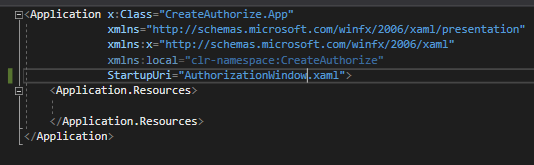 <Application x:Class="CreateAuthorize.App"
xmlns="http://schemas.microsoft.com/winfx/2006/xaml/presentation"
xmlns:x="http://schemas.microsoft.com/winfx/2006/xaml"
xmlns:local="clr-namespace:CreateAuthorize"
StartupUri="AuthorizationWindow.xaml">
<Application.Resources>
</Application.Resources>
</Application>